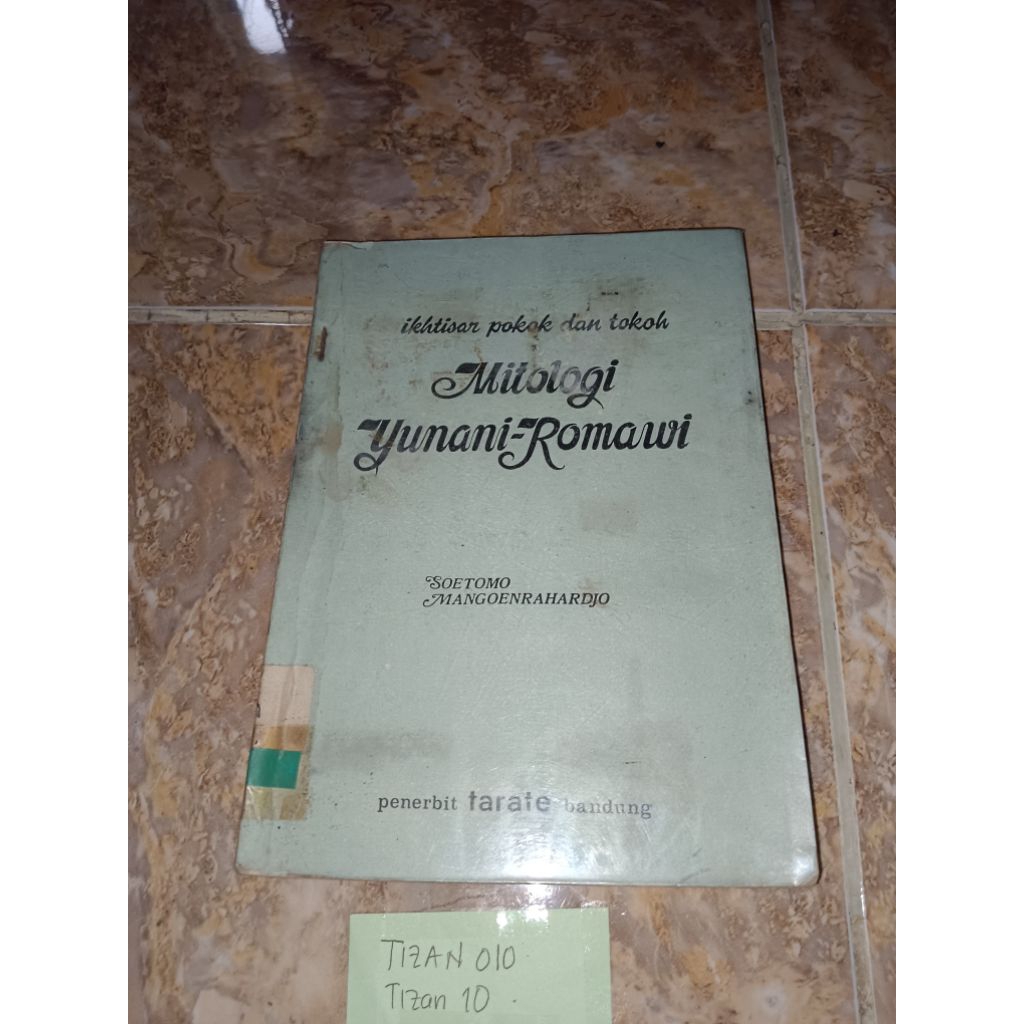 ikhtisar pokok dan tokoh
Mitologi
Yunani-Romawi
SOETOMO
MANGOENRAHARDJO
penerbit tarate bandung
TIZAN 010
Tizan 10